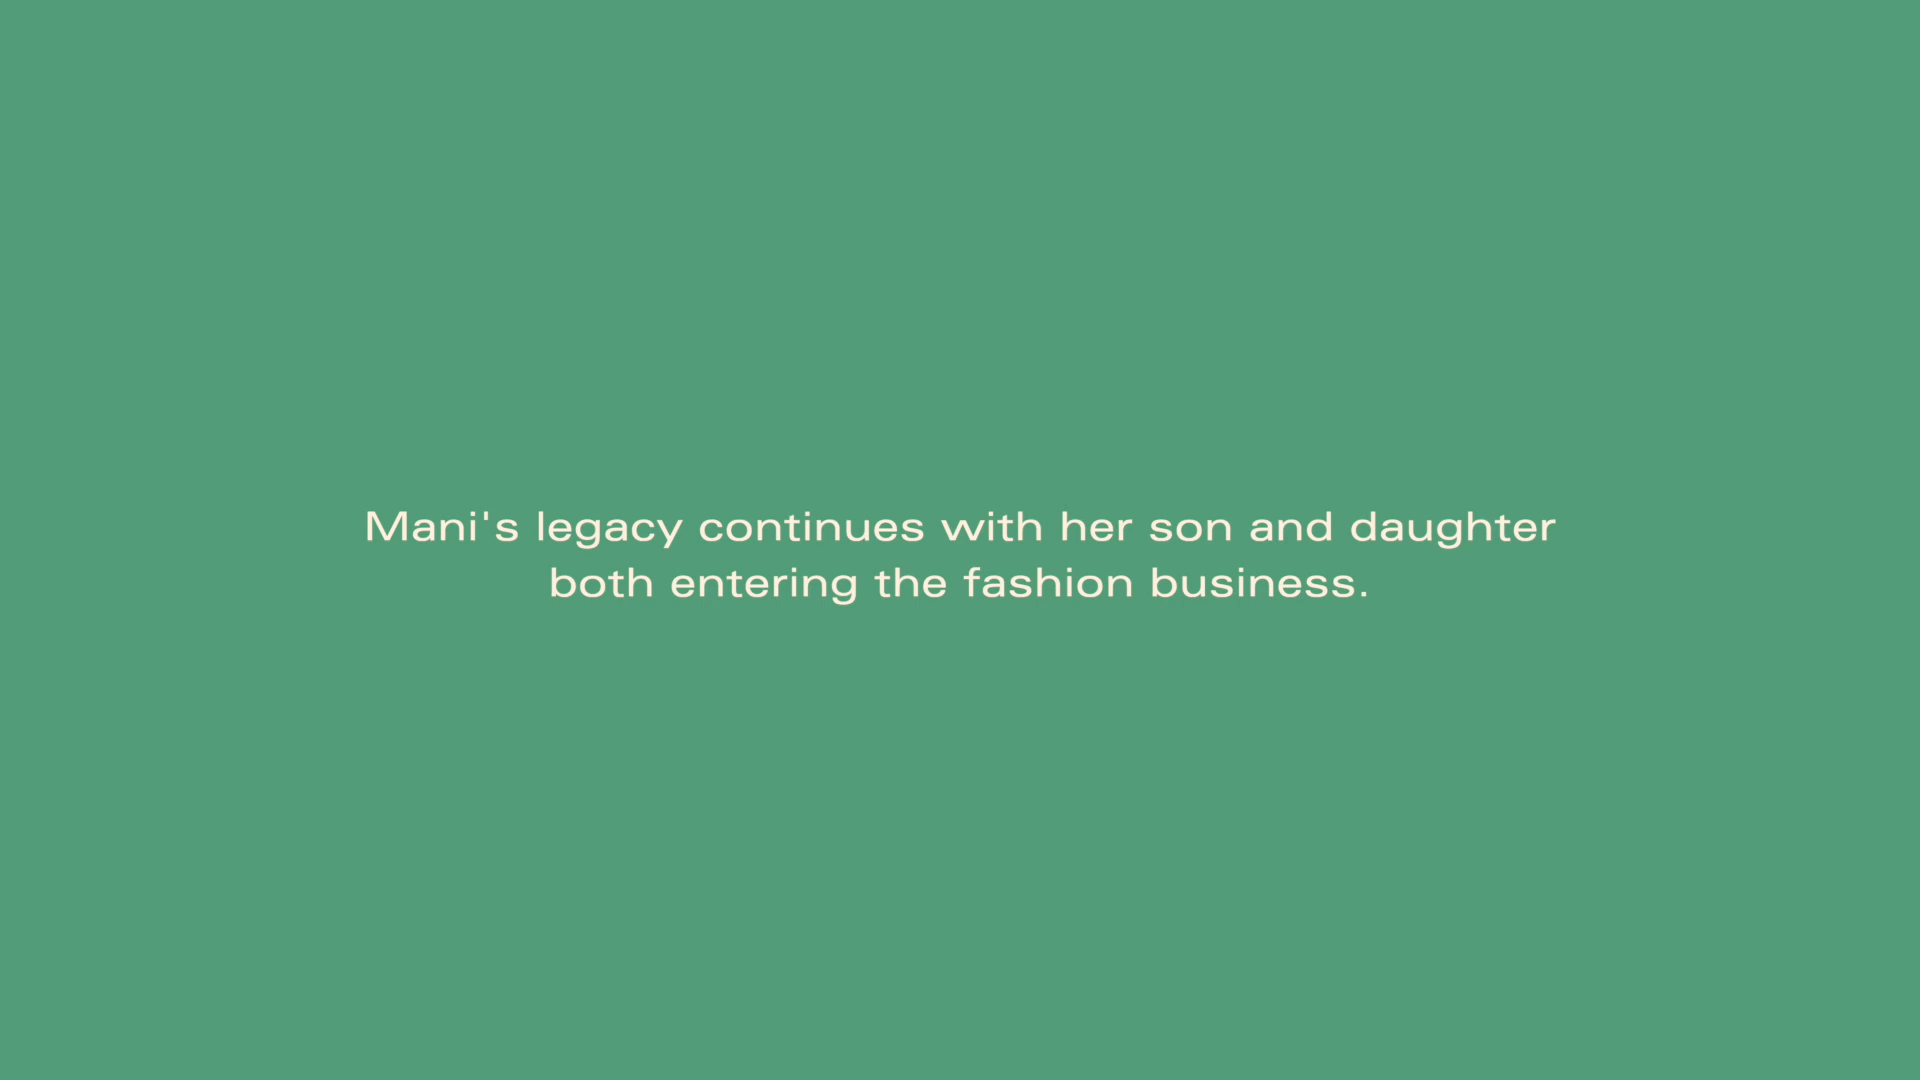 Mani's legacy continues with her son and daughter
both entering the fashion business.